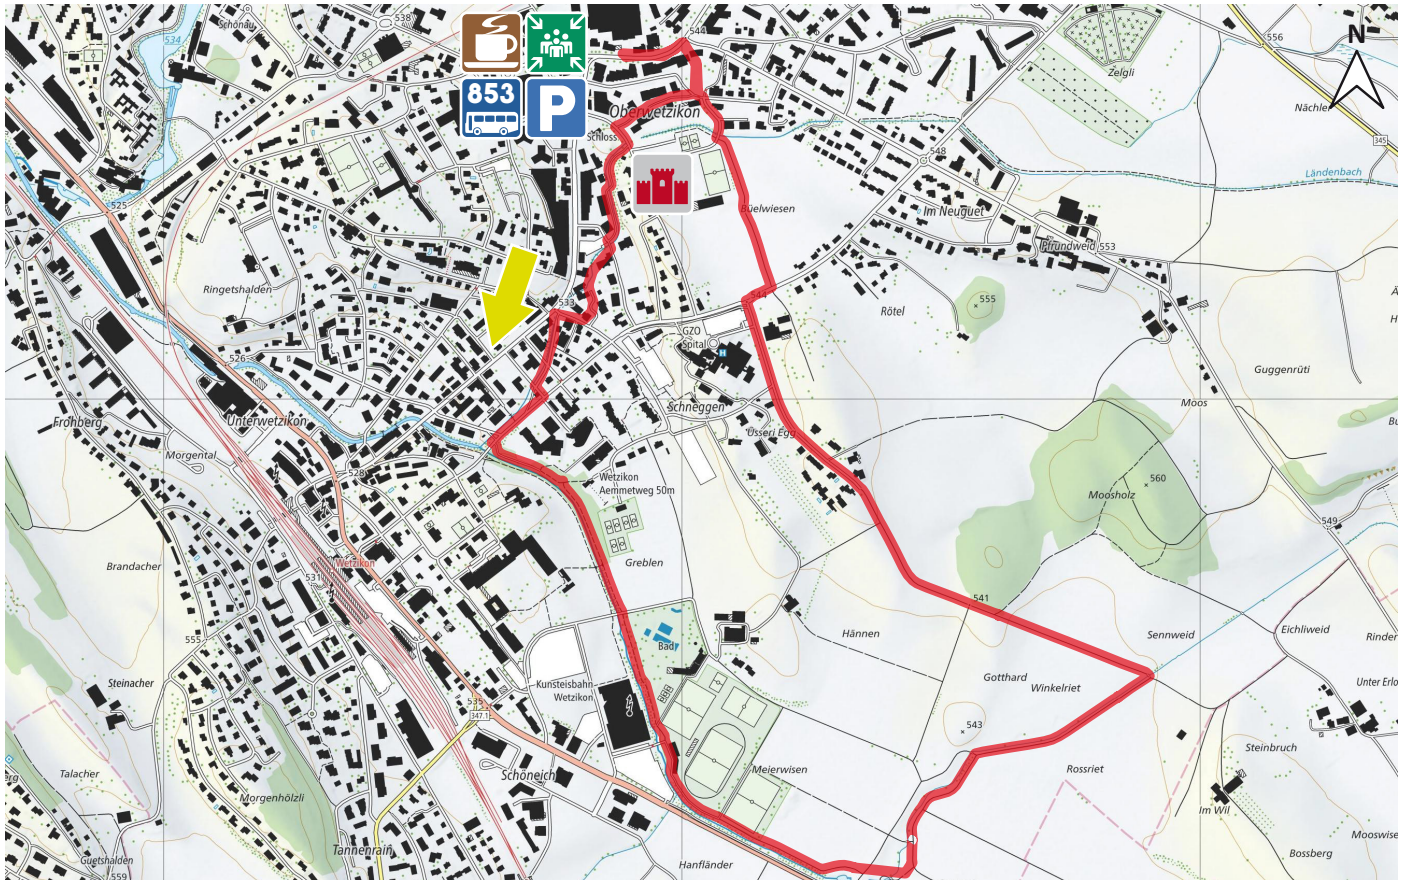 Schönau
538
544
556
N
534
Zelgli
853
P
Nächler
Oberwetzikon
Schloss
345
548
Ländenbach
525
Büelwiesen
Im Neuguet
Pfrundweid 553
Ringetshalden
533
544
555
Rötel
GZO
Spital
H
526
Guggenrüti
Moos
Schneggen
Frohberg
Unterwetzikon
Üsseri Egg
Morgental
528
Wetzikon
Aemmetweg 50m
560
Moosholz
549
Brandacher
Wetzikon
531
Greblen
541
555
Hännen
Sennweid
Eichliweid
Rinder
Bad
Steinacher
Kunsteisbahn
Wetzikon
Gotthard
Winkelriet
Unter Erlo
535
347.1
543
Steinbruch
Talacher
Schöneich
Meierwisen
Rossriet
Morgenhölzli
Im Wil
Mooswise
Tannenrain
Guetshalden
559
Hanfländer
Bossberg